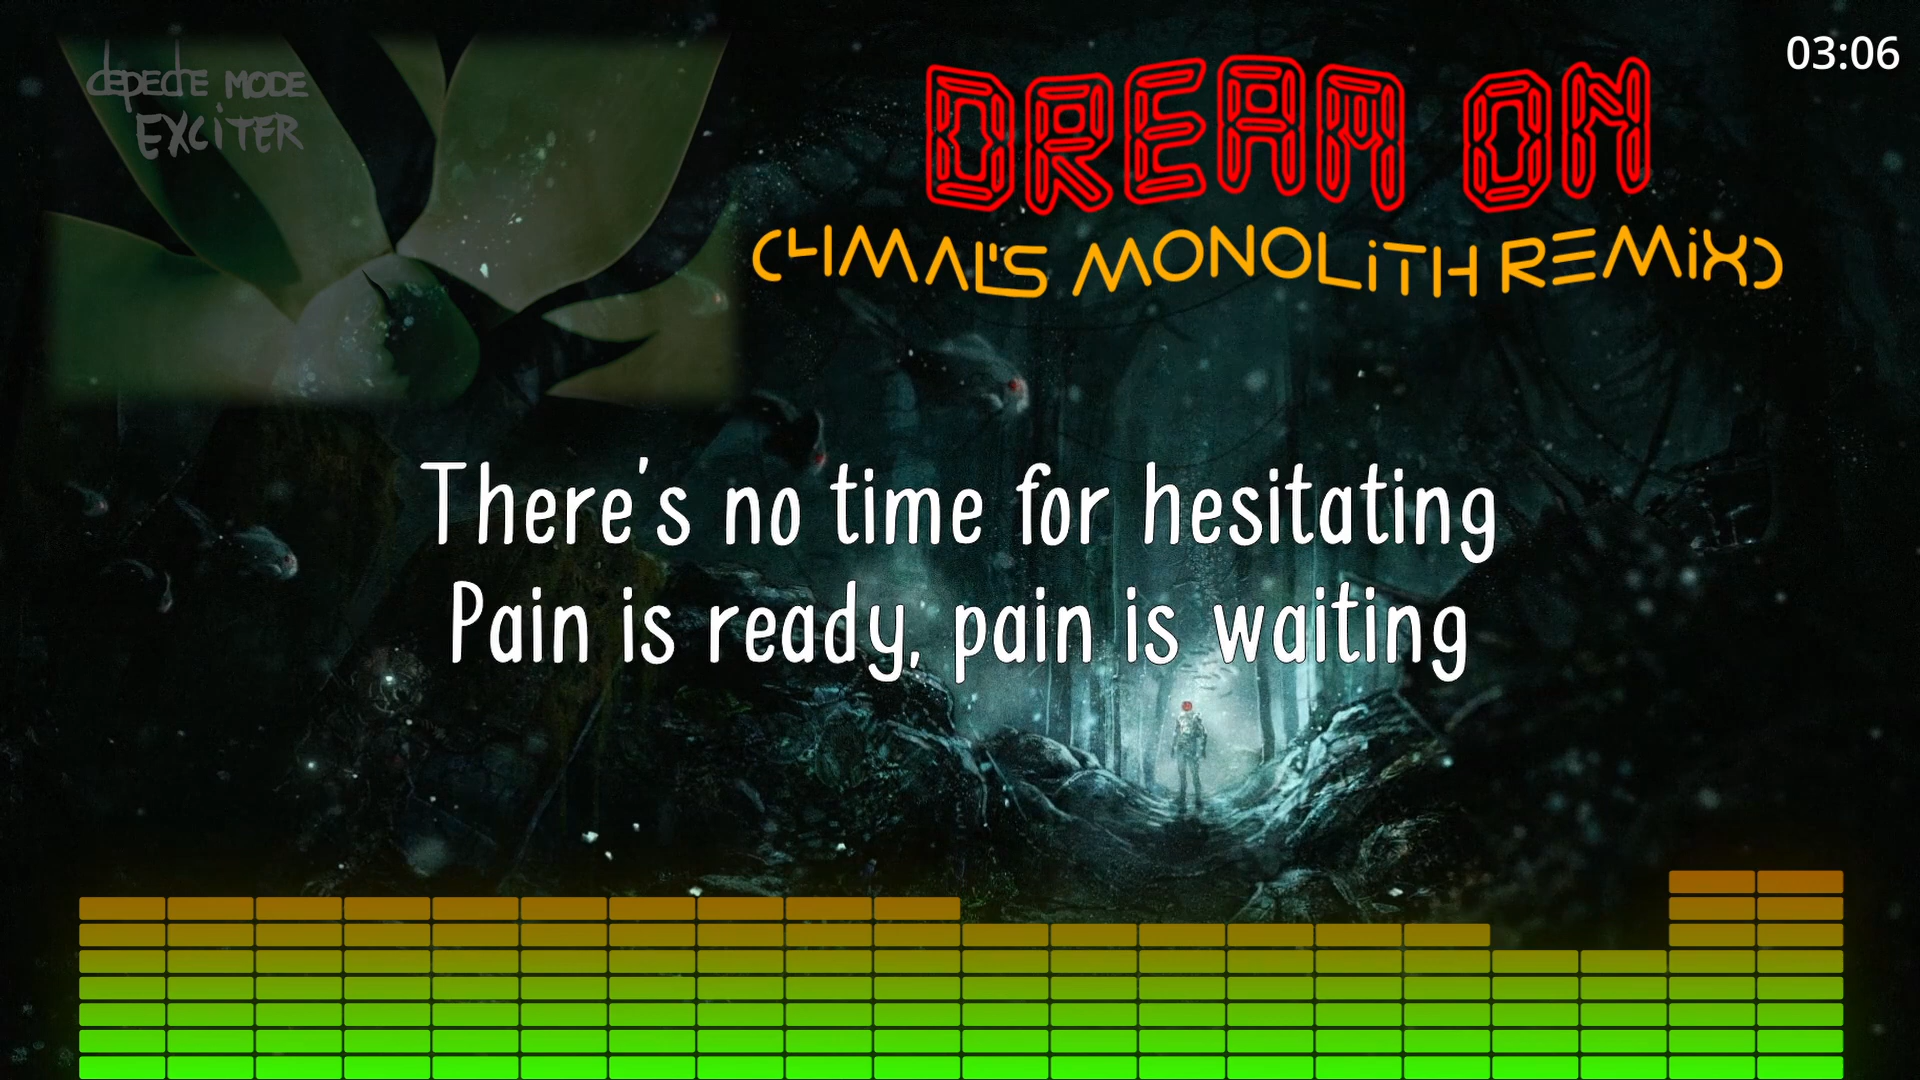 depeche MODE
EXCiTER
DREAM ON
(HMAL'S MONOLiTH REMiX)
03:06
There's no time for hesitating
Pain is ready, pain is waiting